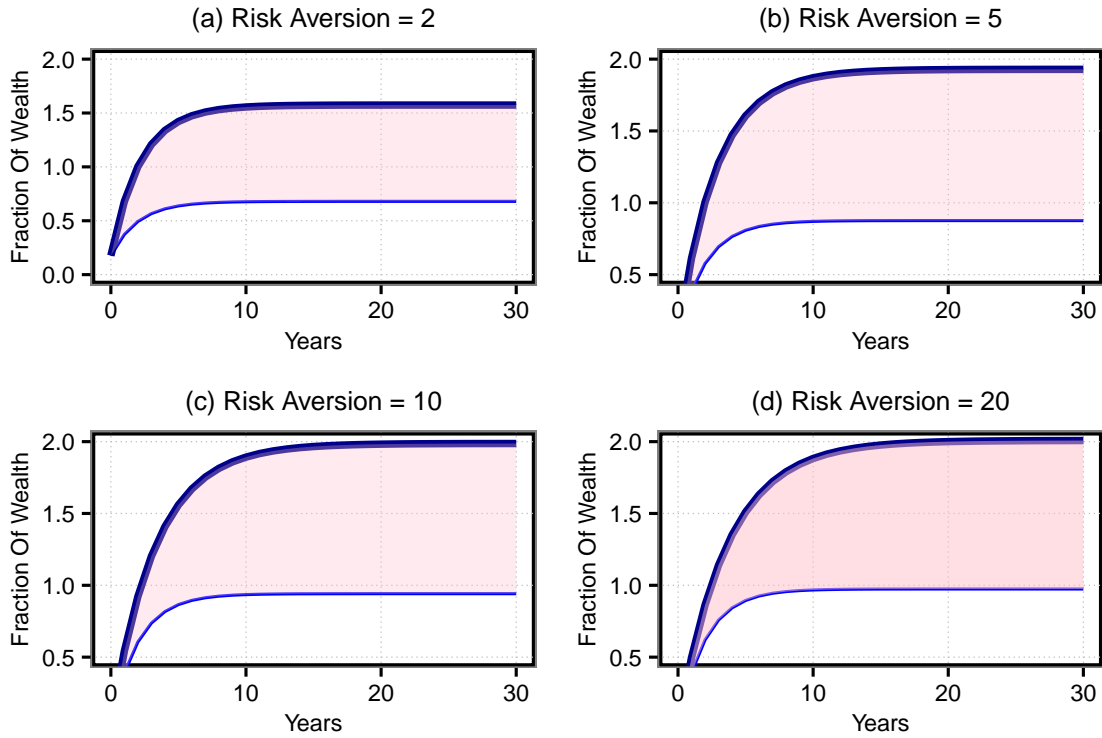 (a) Risk Aversion = 2
Fraction Of Wealth
2.0
1.5
1.0
0.5
0.0
0 10 20 30
Years
(b) Risk Aversion = 5
Fraction Of Wealth
2.0
1.5
1.0
0.5
0 10 20 30
Years
(c) Risk Aversion = 10
Fraction Of Wealth
2.0
1.5
1.0
0.5
0 10 20 30
Years
(d) Risk Aversion = 20
Fraction Of Wealth
2.0
1.5
1.0
0.5
0 10 20 30
Years